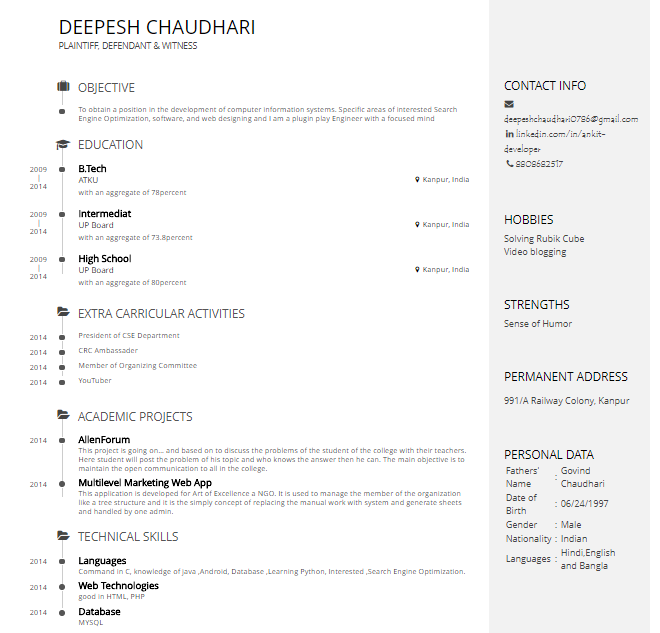 DEEPESH CHAUDHARI
PLAINTIFF, DEFENDANT & WITNESS
OBJECTIVE
To obtain a position in the development of computer information systems. Specific areas of interested Search
Engine Optimization, software, and web designing and I am a plugin play Engineer with a focused mind
EDUCATION
2009
|
2014
B.Tech
ATKU
Kanpur, India
with an aggregate of 78percent
2009
|
2014
Intermediat
UP Board
Kanpur, India
with an aggregate of 73.8percent
2009
|
2014
High School
UP Board
Kanpur, India
with an aggregate of 80percent
EXTRA CARRICULAR ACTIVITIES
2014 President of CSE Department
2014 CRC Ambassador
2014 Member of Organizing Committee
2014 YouTuber
ACADEMIC PROJECTS
2014 AllenForum
This project is going on... and based on to discuss the problems of the student of the college with their teachers.
Here student will post the problem of his topic and who knows the answer then he can. The main objective is to
maintain the open communication to all in the college.
2014 Multilevel Marketing Web App
This application is developed for Art of Excellence a NGO. It is used to manage the member of the organization
like a tree structure and it is the simply concept of replacing the manual work with system and generate sheets
and handled by one admin.
TECHNICAL SKILLS
2014 Languages
Command in C, knowledge of java ,Android, Database ,Learning Python, Interested ,Search Engine Optimization.
2014 Web Technologies
good in HTML, PHP
2014 Database
MYSQL
CONTACT INFO
deepeshchaudhari0786@gmail.com
linkedin.com/in/ankit-
developer
8808682517
HOBBIES
Solving Rubik Cube
Video blogging
STRENGTHS
Sense of Humor
PERMANENT ADDRESS
991/A Railway Colony, Kanpur
PERSONAL DATA
Fathers' Name : Govind Chaudhari
Date of Birth : 06/24/1997
Gender : Male
Nationality : Indian
Languages : Hindi,English and Bangla